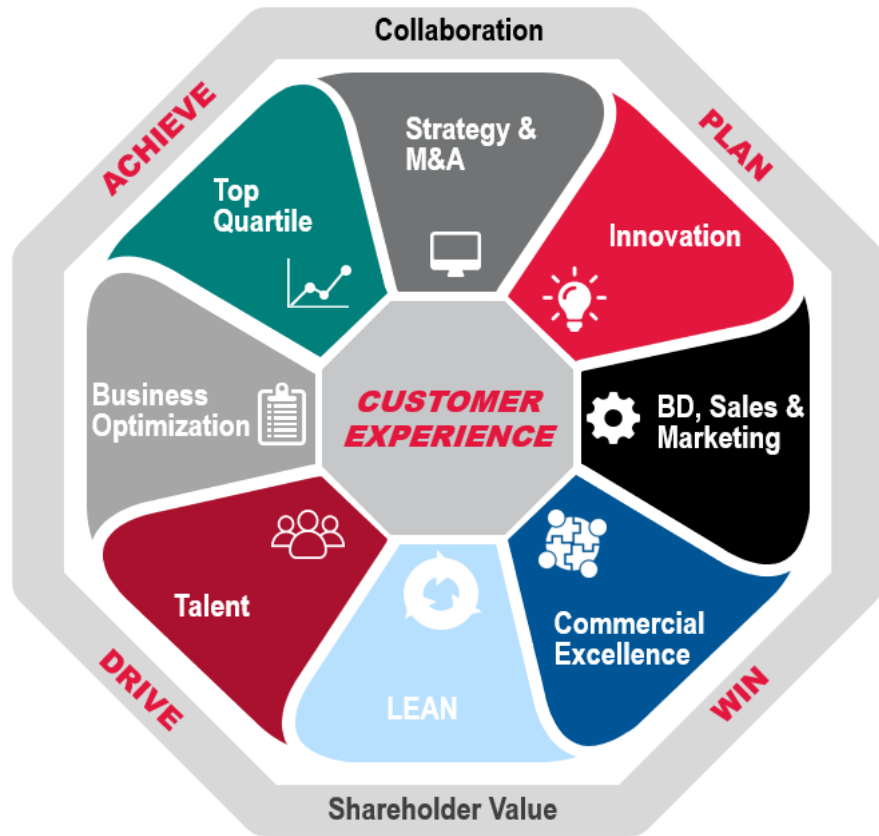 Collaboration
ACHIEVE
PLAN
Strategy &
M&A
Top
Quartile
Innovation
Business
Optimization
CUSTOMER
EXPERIENCE
BD, Sales &
Marketing
Talent
Commercial
Excellence
LEAN
DRIVE
WIN
Shareholder Value